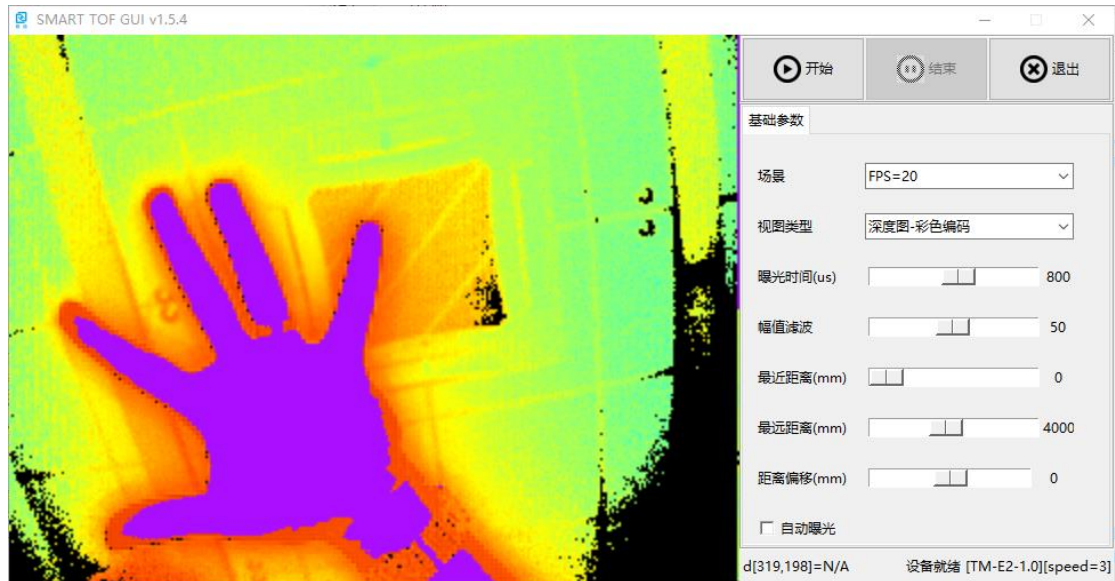 SMART TOF GUI v1.5.4
开始 结束 退出
基础参数
场景 FPS=20
视图类型 深度图-彩色编码
曝光时间(us) 800
幅值滤波 50
最近距离(mm) 0
最远距离(mm) 4000
距离偏移(mm) 0
自动曝光
d[319,198]=N/A 设备就绪 [TM-E2-1.0][speed=3]